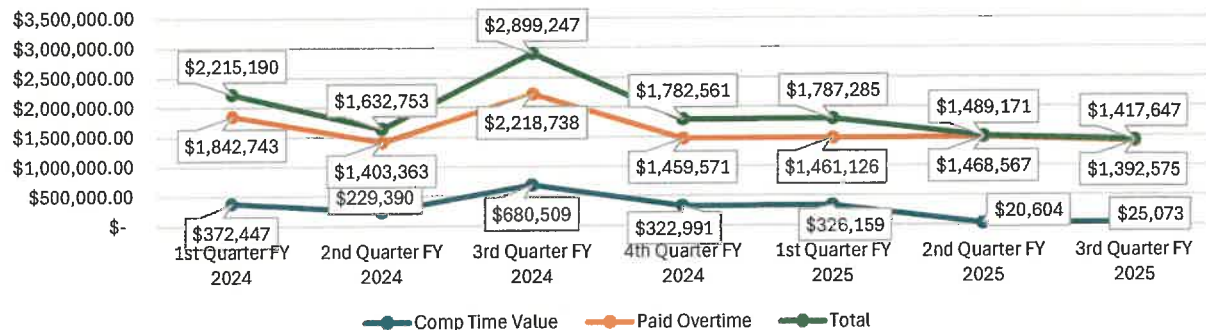 $3,500,000.00
$3,000,000.00
$2,500,000.00
$2,000,000.00
$1,500,000.00
$1,000,000.00
$500,000.00
$-
$2,215,190
$1,632,753
$2,899,247
$1,782,561
$1,787,285
$1,489,171
$1,417,647
$1,842,743
$1,403,363
$2,218,738
$1,459,571
$1,461,126
$1,468,567
$1,392,575
$372,447
$229,390
$680,509
$322,991
$326,159
$20,604
$25,073
1st Quarter FY 2024
2nd Quarter FY 2024
3rd Quarter FY 2024
4th Quarter FY 2024
1st Quarter FY 2025
2nd Quarter FY 2025
3rd Quarter FY 2025
Comp Time Value
Paid Overtime
Total